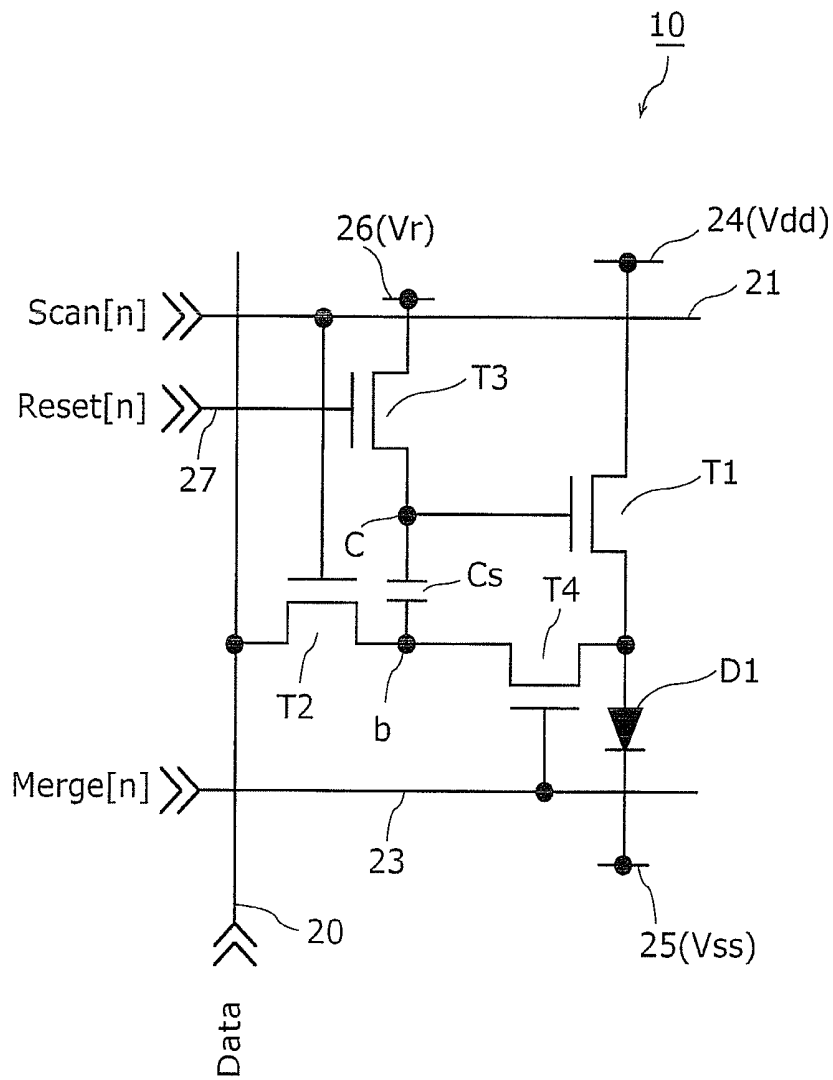 10
26(Vr)
24(Vdd)
21
Scan[n]
T3
Reset[n]
27
T1
C
Cs
T4
T2
b
D1
Merge[n]
23
20
25(Vss)
Data